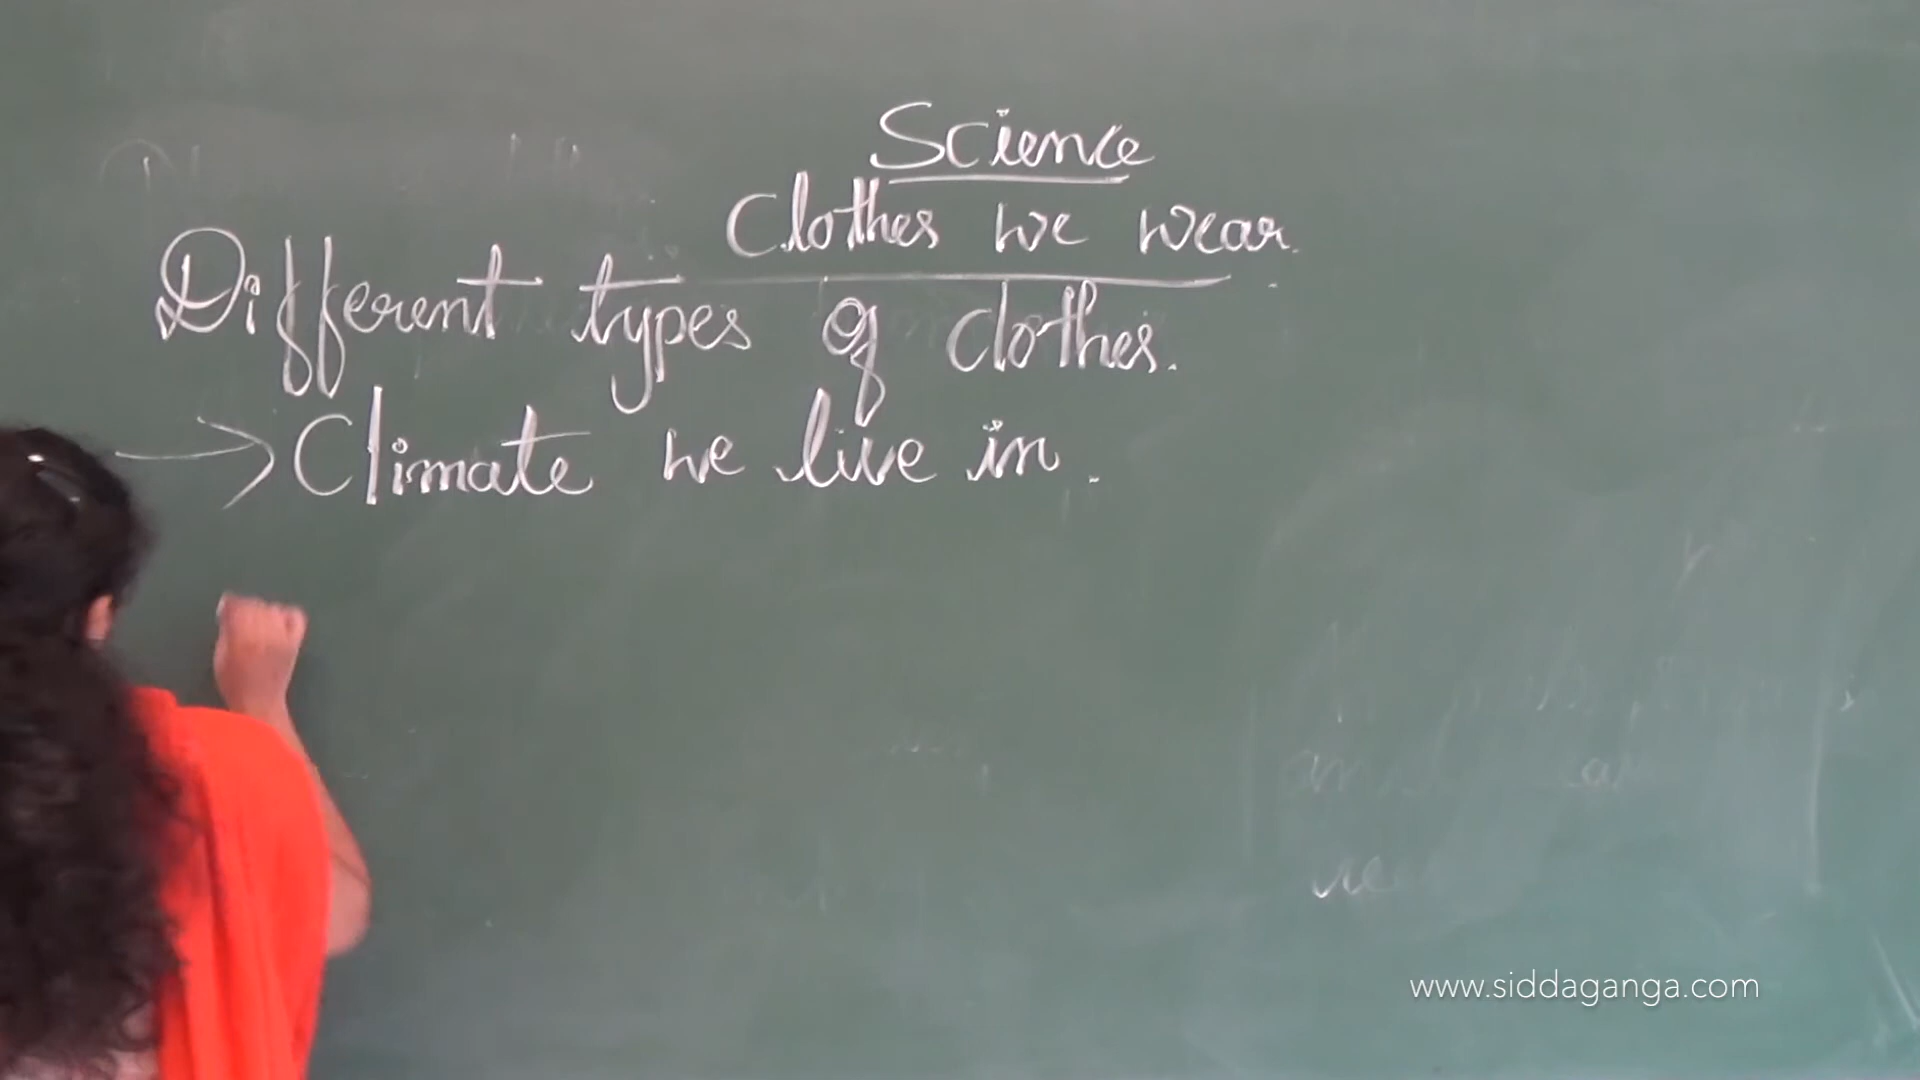 Science
Clothes we wear.
Different types of clothes.
→ Climate we live in.
www.siddaganga.com